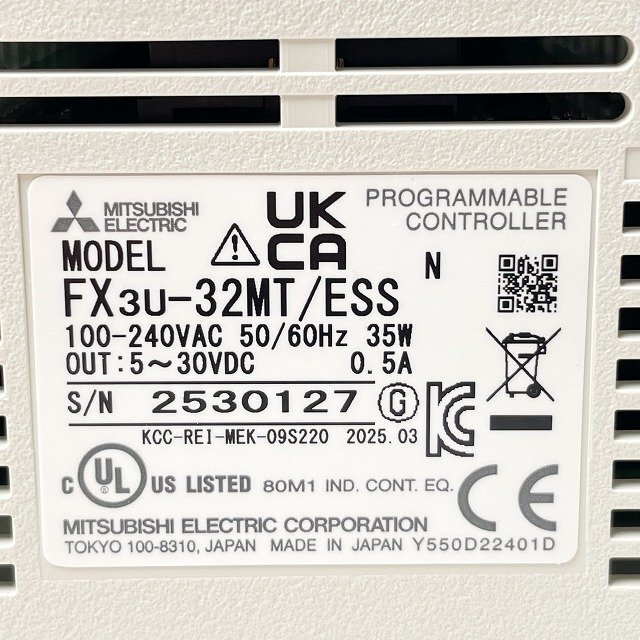 MITSUBISHI
ELECTRIC
UK
CA
PROGRAMMABLE
CONTROLLER
MODEL
N
FX3U-32MT/ESS
100-240VAC 50/60Hz 35W
OUT:5～30VDC 0.5A
S/N 2530127 G
KCC-REI-MEK-09S220 2025.03
C UL US LISTED 80M1 IND. CONT. EQ. CE
MITSUBISHI ELECTRIC CORPORATION
TOKYO 100-8310, JAPAN MADE IN JAPAN Y550D22401D